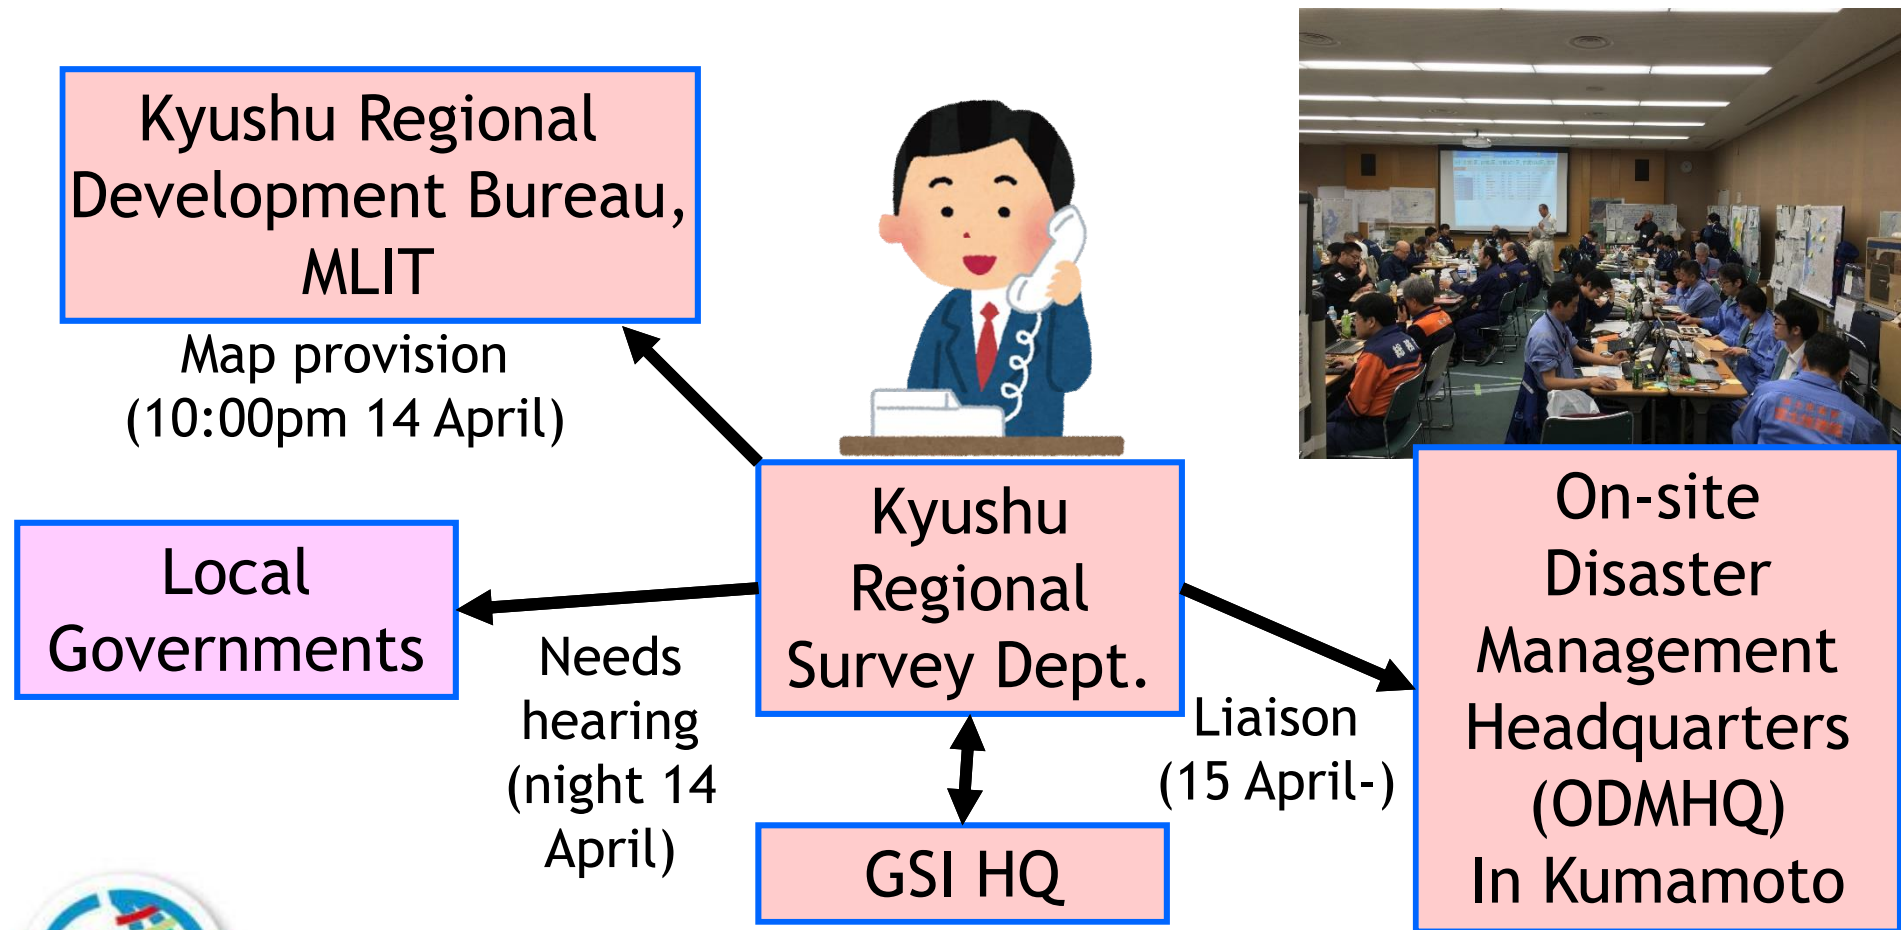 Kyushu Regional
Development Bureau,
MLIT
Map provision
(10:00pm 14 April)
Local
Governments
Needs
hearing
(night 14
April)
Kyushu
Regional
Survey Dept.
GSI HQ
Liaison
(15 April-)
On-site
Disaster
Management
Headquarters
(ODMHQ)
In Kumamoto